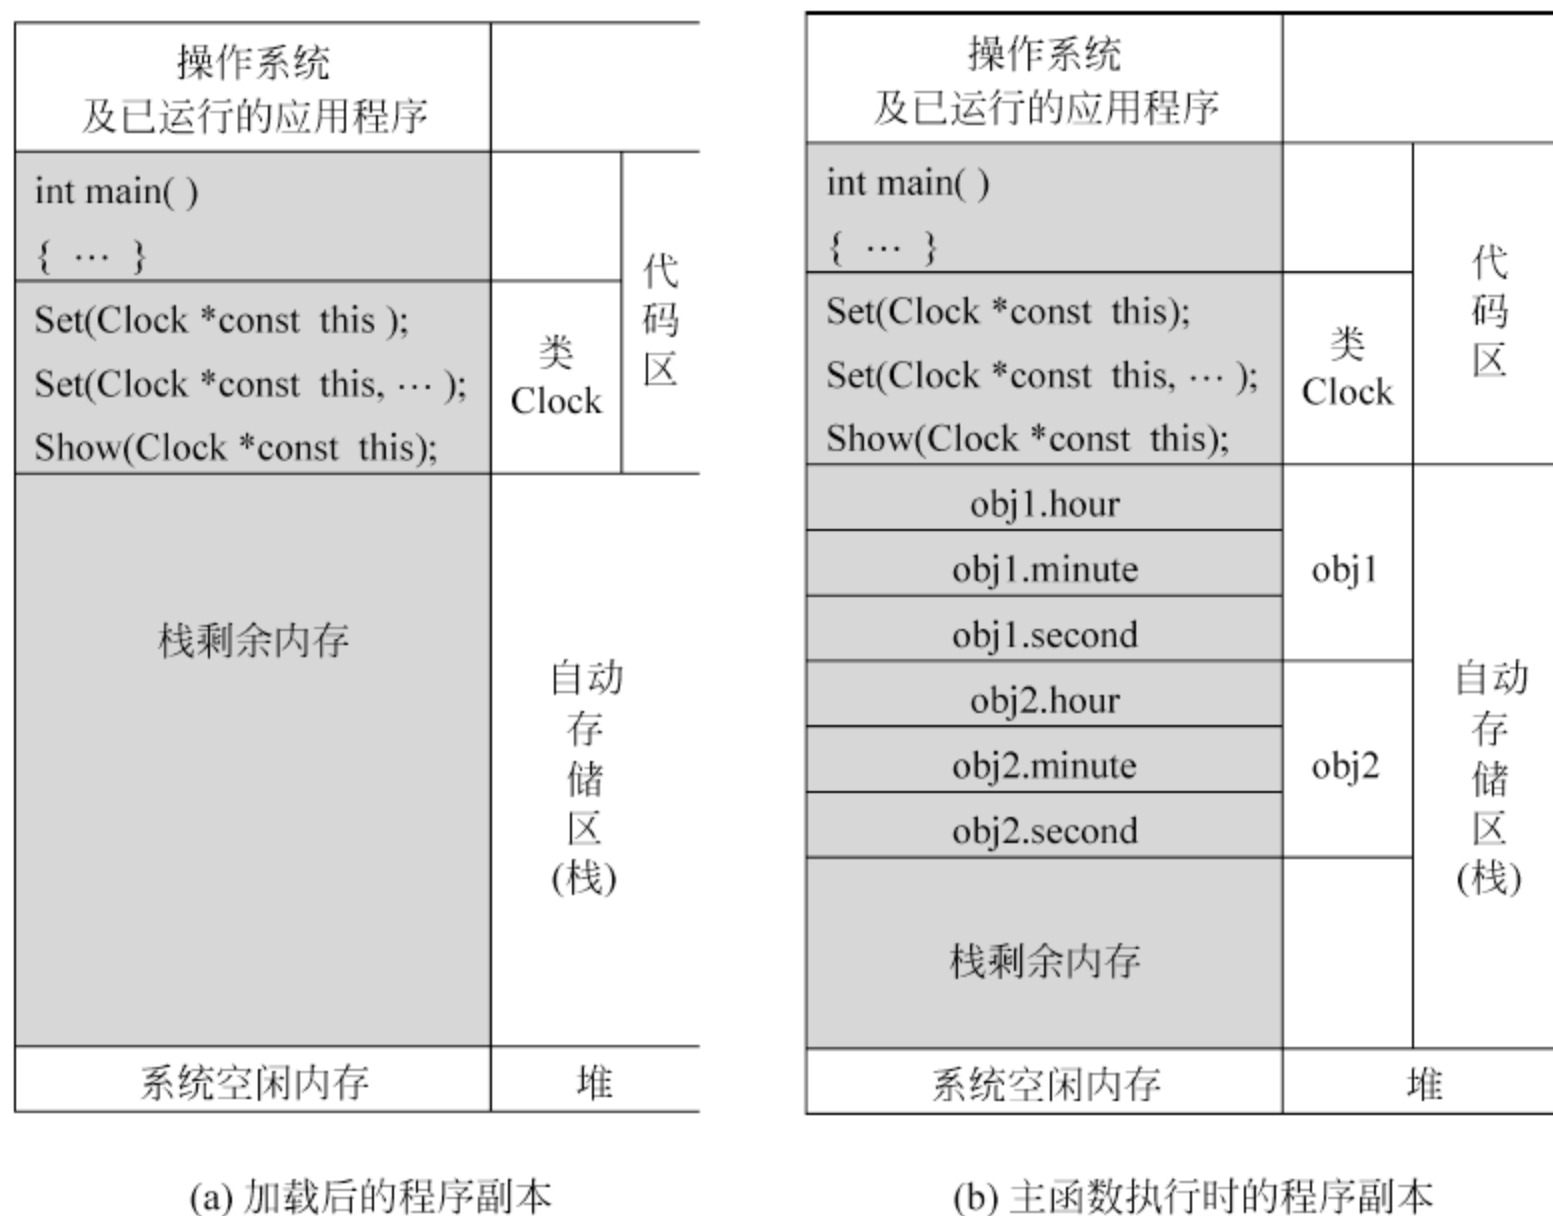 操作系统
及已运行的应用程序
int main( )
{ … }
Set(Clock *const this );
Set(Clock *const this, … );
Show(Clock *const this);
类
Clock
代
码
区
栈剩余内存
自动
存
储
区
(栈)
系统空闲内存
堆
(a) 加载后的程序副本
操作系统
及已运行的应用程序
int main( )
{ … }
Set(Clock *const this);
Set(Clock *const this, … );
Show(Clock *const this);
类
Clock
代
码
区
obj1.hour
obj1.minute
obj1.second
obj1
obj2.hour
obj2.minute
obj2.second
obj2
栈剩余内存
自动
存
储
区
(栈)
系统空闲内存
堆
(b) 主函数执行时的程序副本